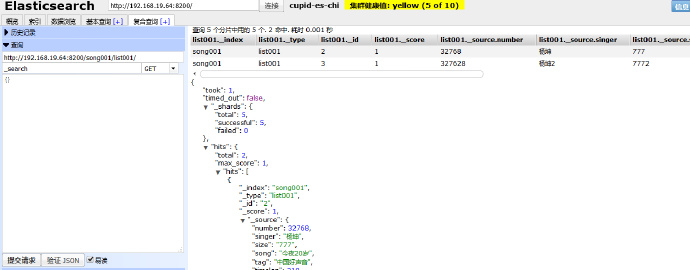 Elasticsearch http://192.168.19.64:8200/ 连接 cupid-es-chi 集群健康值: yellow (5 of 10) 信息
概览 索引 数据浏览 基本查询 [+] 复合查询 [+]
历史记录
查询
http://192.168.19.64:8200/song001/list001/
_search GET
{}
提交请求 验证 JSON 易读
查询 5 个分片中用的 5 个. 2 命中. 耗时 0.001 秒
list001._index list001._type list001._id list001._score list001._source.number list001._source.singer list001._source.s
song001 list001 2 1 32768 杨坤 777
song001 list001 3 1 327628 杨坤2 7772
{
"took": 1,
"timed_out": false,
"_shards": {
"total": 5,
"successful": 5,
"failed": 0
},
"hits": {
"total": 2,
"max_score": 1,
"hits": [
{
"_index": "song001",
"_type": "list001",
"_id": "2",
"_score": 1,
"_source": {
"number": 32768,
"singer": "杨坤",
"size": "777",
"song": "今夜20岁",
"tag": "中国好声音",